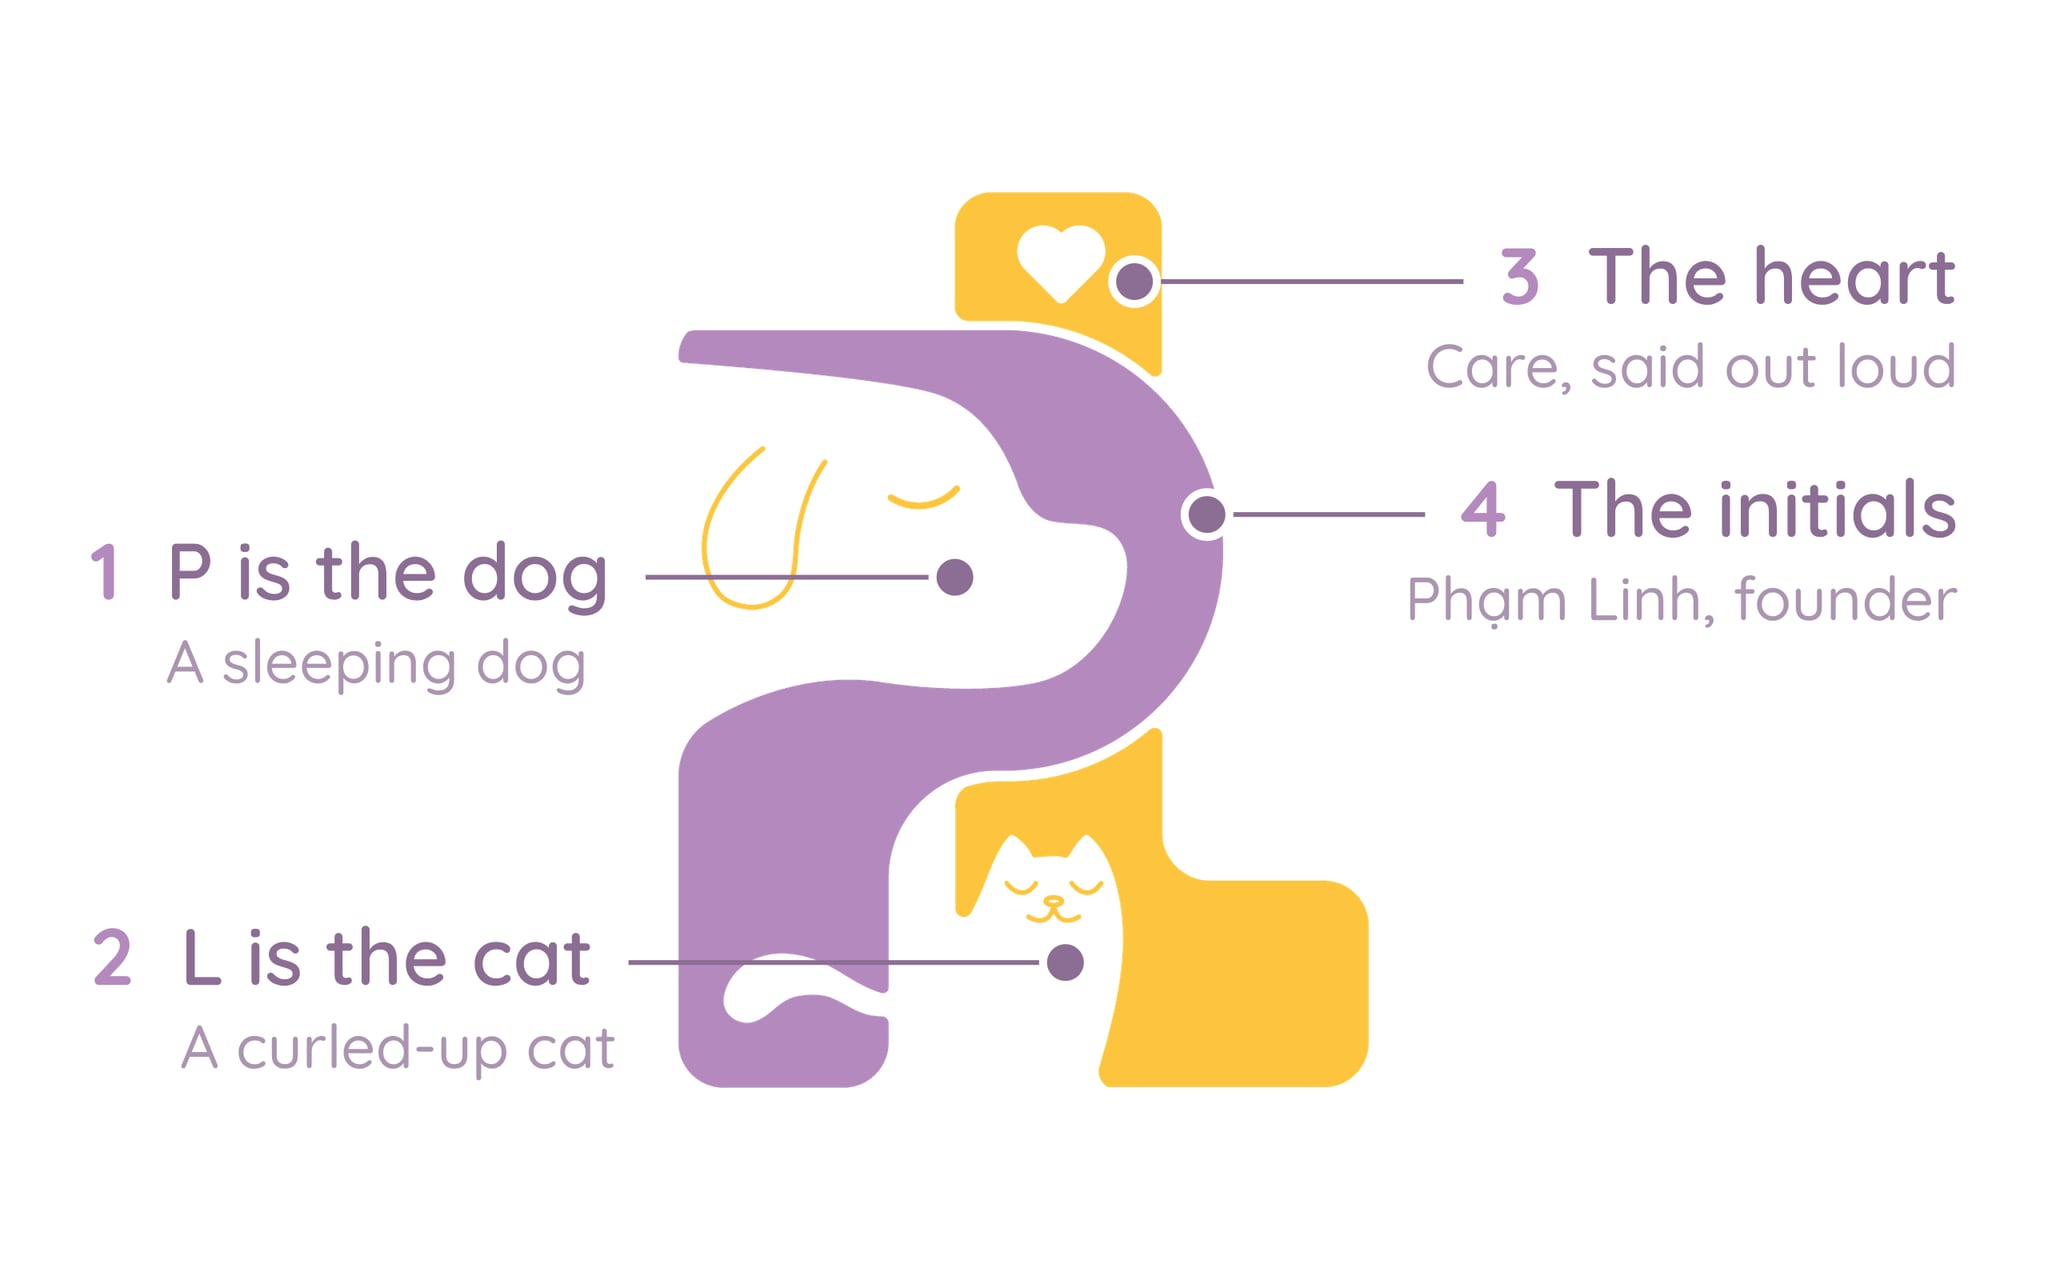 1 P is the dog
A sleeping dog
2 L is the cat
A curled-up cat
3 The heart
Care, said out loud
4 The initials
Phạm Linh, founder